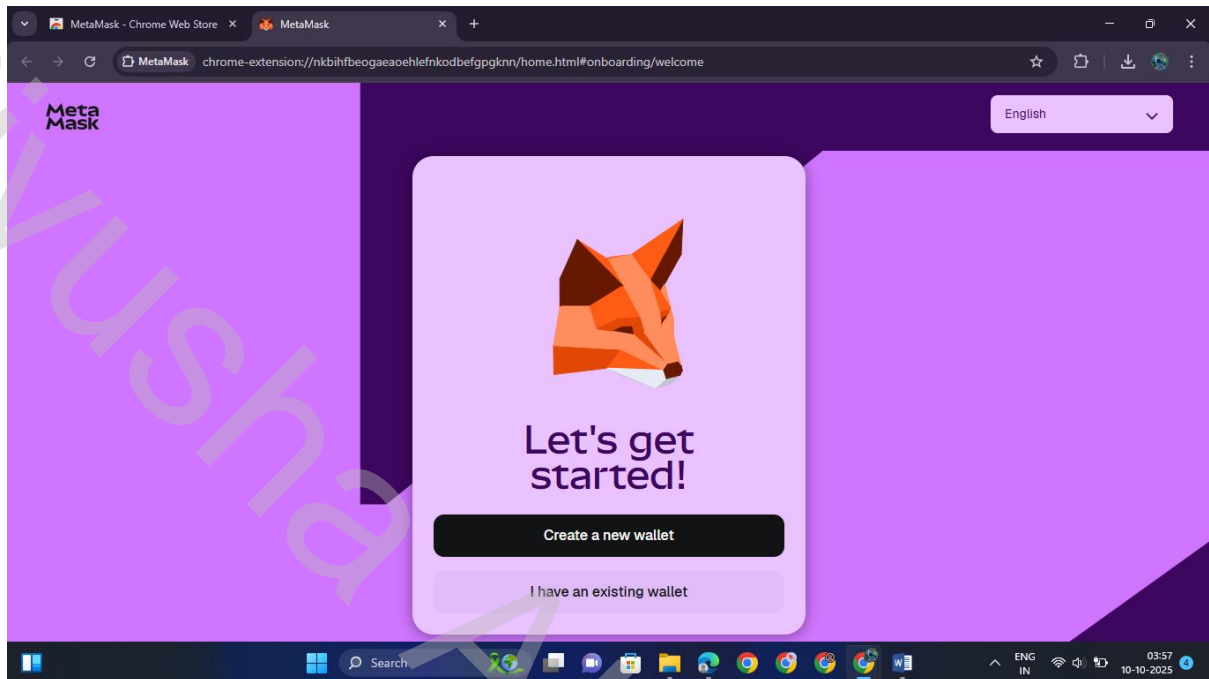 MetaMask - Chrome Web Store
MetaMask
MetaMask
chrome-extension://nkbihfbeogaeaoehlefnkodbefgpgknn/home.html#onboarding/welcome
Meta
Mask
English
Let's get
started!
Create a new wallet
I have an existing wallet
Search
ENG
IN
03:57
10-10-2025
4